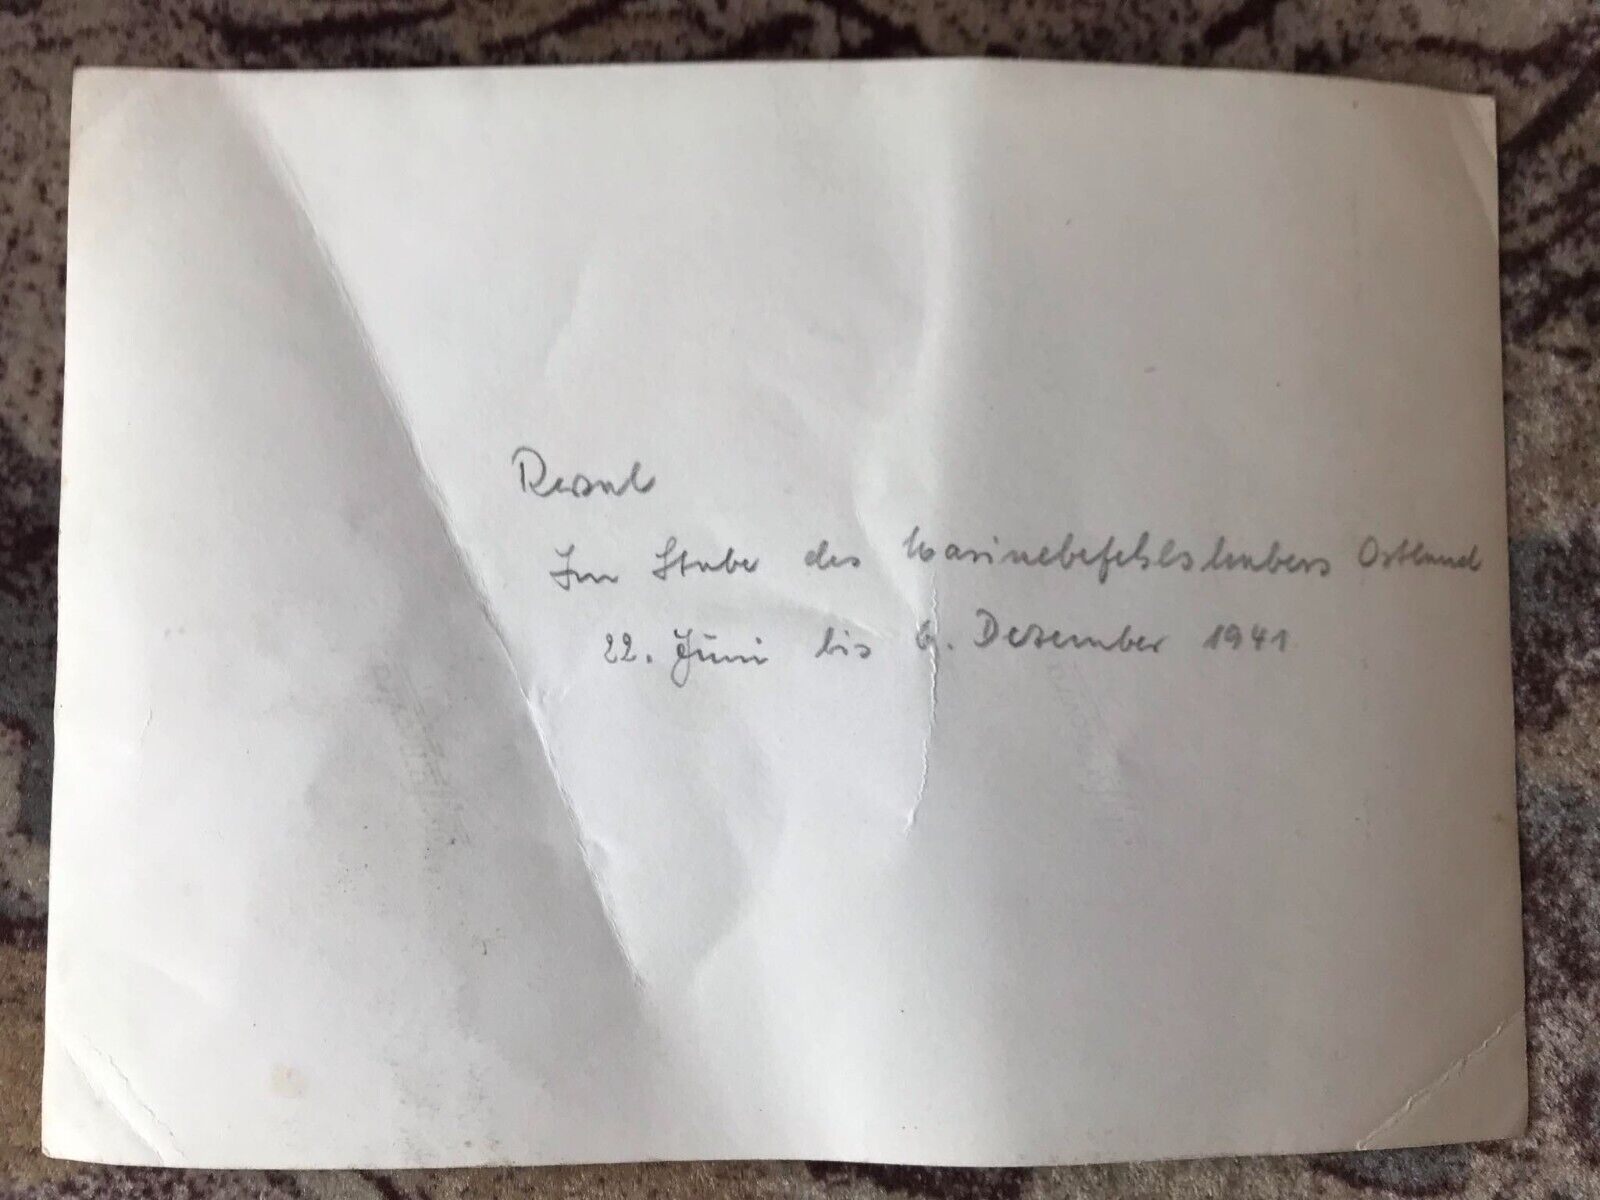 Reval
Im Stabe des Marinebefehlshabers Ostland
22. Juni bis 6. Dezember 1941